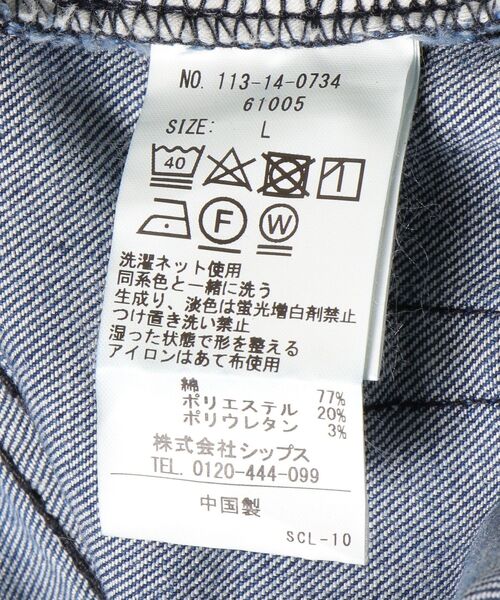 NO. 113-14-0734
61005
SIZE: L
40
F W
洗濯ネット使用
同系色と一緒に洗う
生成り、淡色は蛍光増白剤禁止
つけ置き洗い禁止
湿った状態で形を整える
アイロンはあて布使用
綿 77%
ポリエステル 20%
ポリウレタン 3%
株式会社シップス
TEL. 0120-444-099
中国製
SCL-10